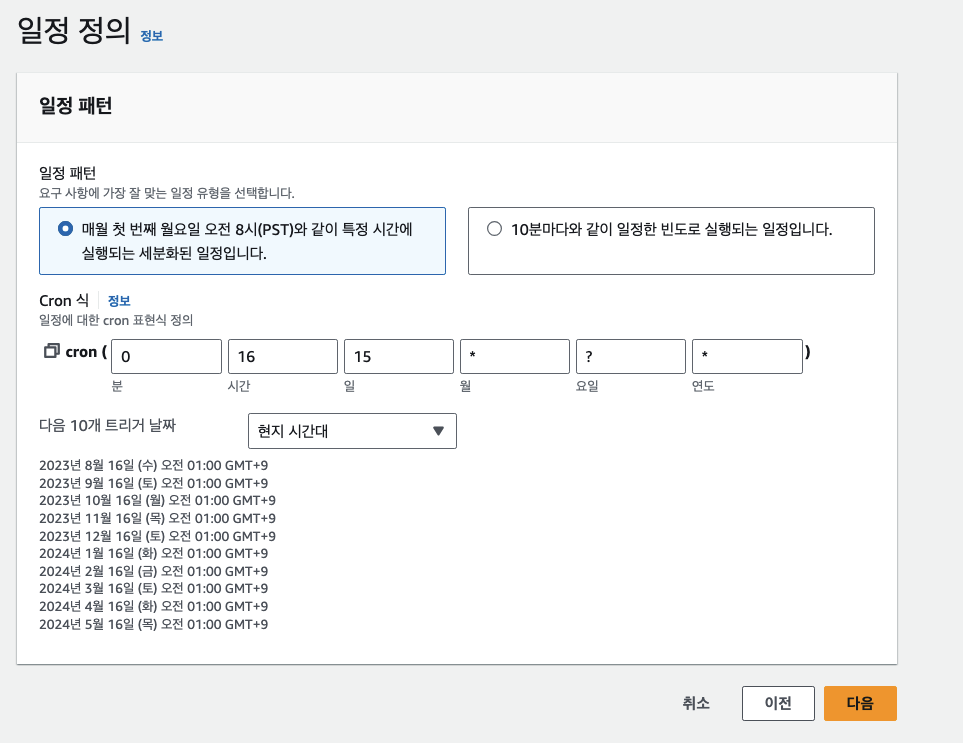 일정 정의 정보
일정 패턴
일정 패턴
요구 사항에 가장 잘 맞는 일정 유형을 선택합니다.
매월 첫 번째 월요일 오전 8시(PST)와 같이 특정 시간에
실행되는 세분화된 일정입니다.
10분마다와 같이 일정한 빈도로 실행되는 일정입니다.
Cron 식 정보
일정에 대한 cron 표현식 정의
cron ( 0 16 15 * ? * )
분 시간 일 월 요일 연도
다음 10개 트리거 날짜 현지 시간대
2023년 8월 16일 (수) 오전 01:00 GMT+9
2023년 9월 16일 (토) 오전 01:00 GMT+9
2023년 10월 16일 (월) 오전 01:00 GMT+9
2023년 11월 16일 (목) 오전 01:00 GMT+9
2023년 12월 16일 (토) 오전 01:00 GMT+9
2024년 1월 16일 (화) 오전 01:00 GMT+9
2024년 2월 16일 (금) 오전 01:00 GMT+9
2024년 3월 16일 (토) 오전 01:00 GMT+9
2024년 4월 16일 (화) 오전 01:00 GMT+9
2024년 5월 16일 (목) 오전 01:00 GMT+9
취소 이전 다음